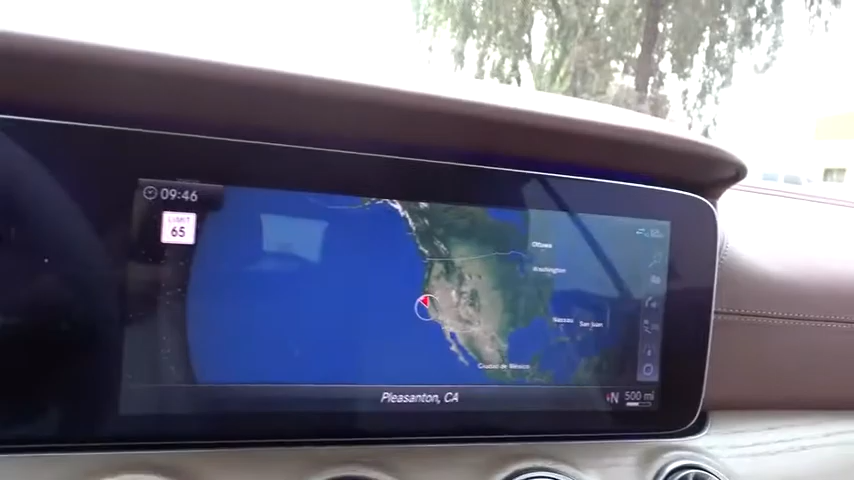 09:46
LIMIT
65
Ottawa
Washington
Nassau
San Juan
Ciudad de México
Pleasanton, CA
N
500 mi